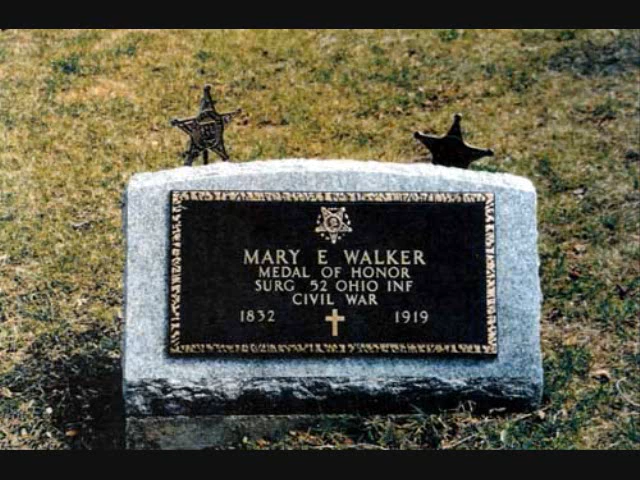 MARY E WALKER
MEDAL OF HONOR
SURG 52 OHIO INF
CIVIL WAR
1832 1919